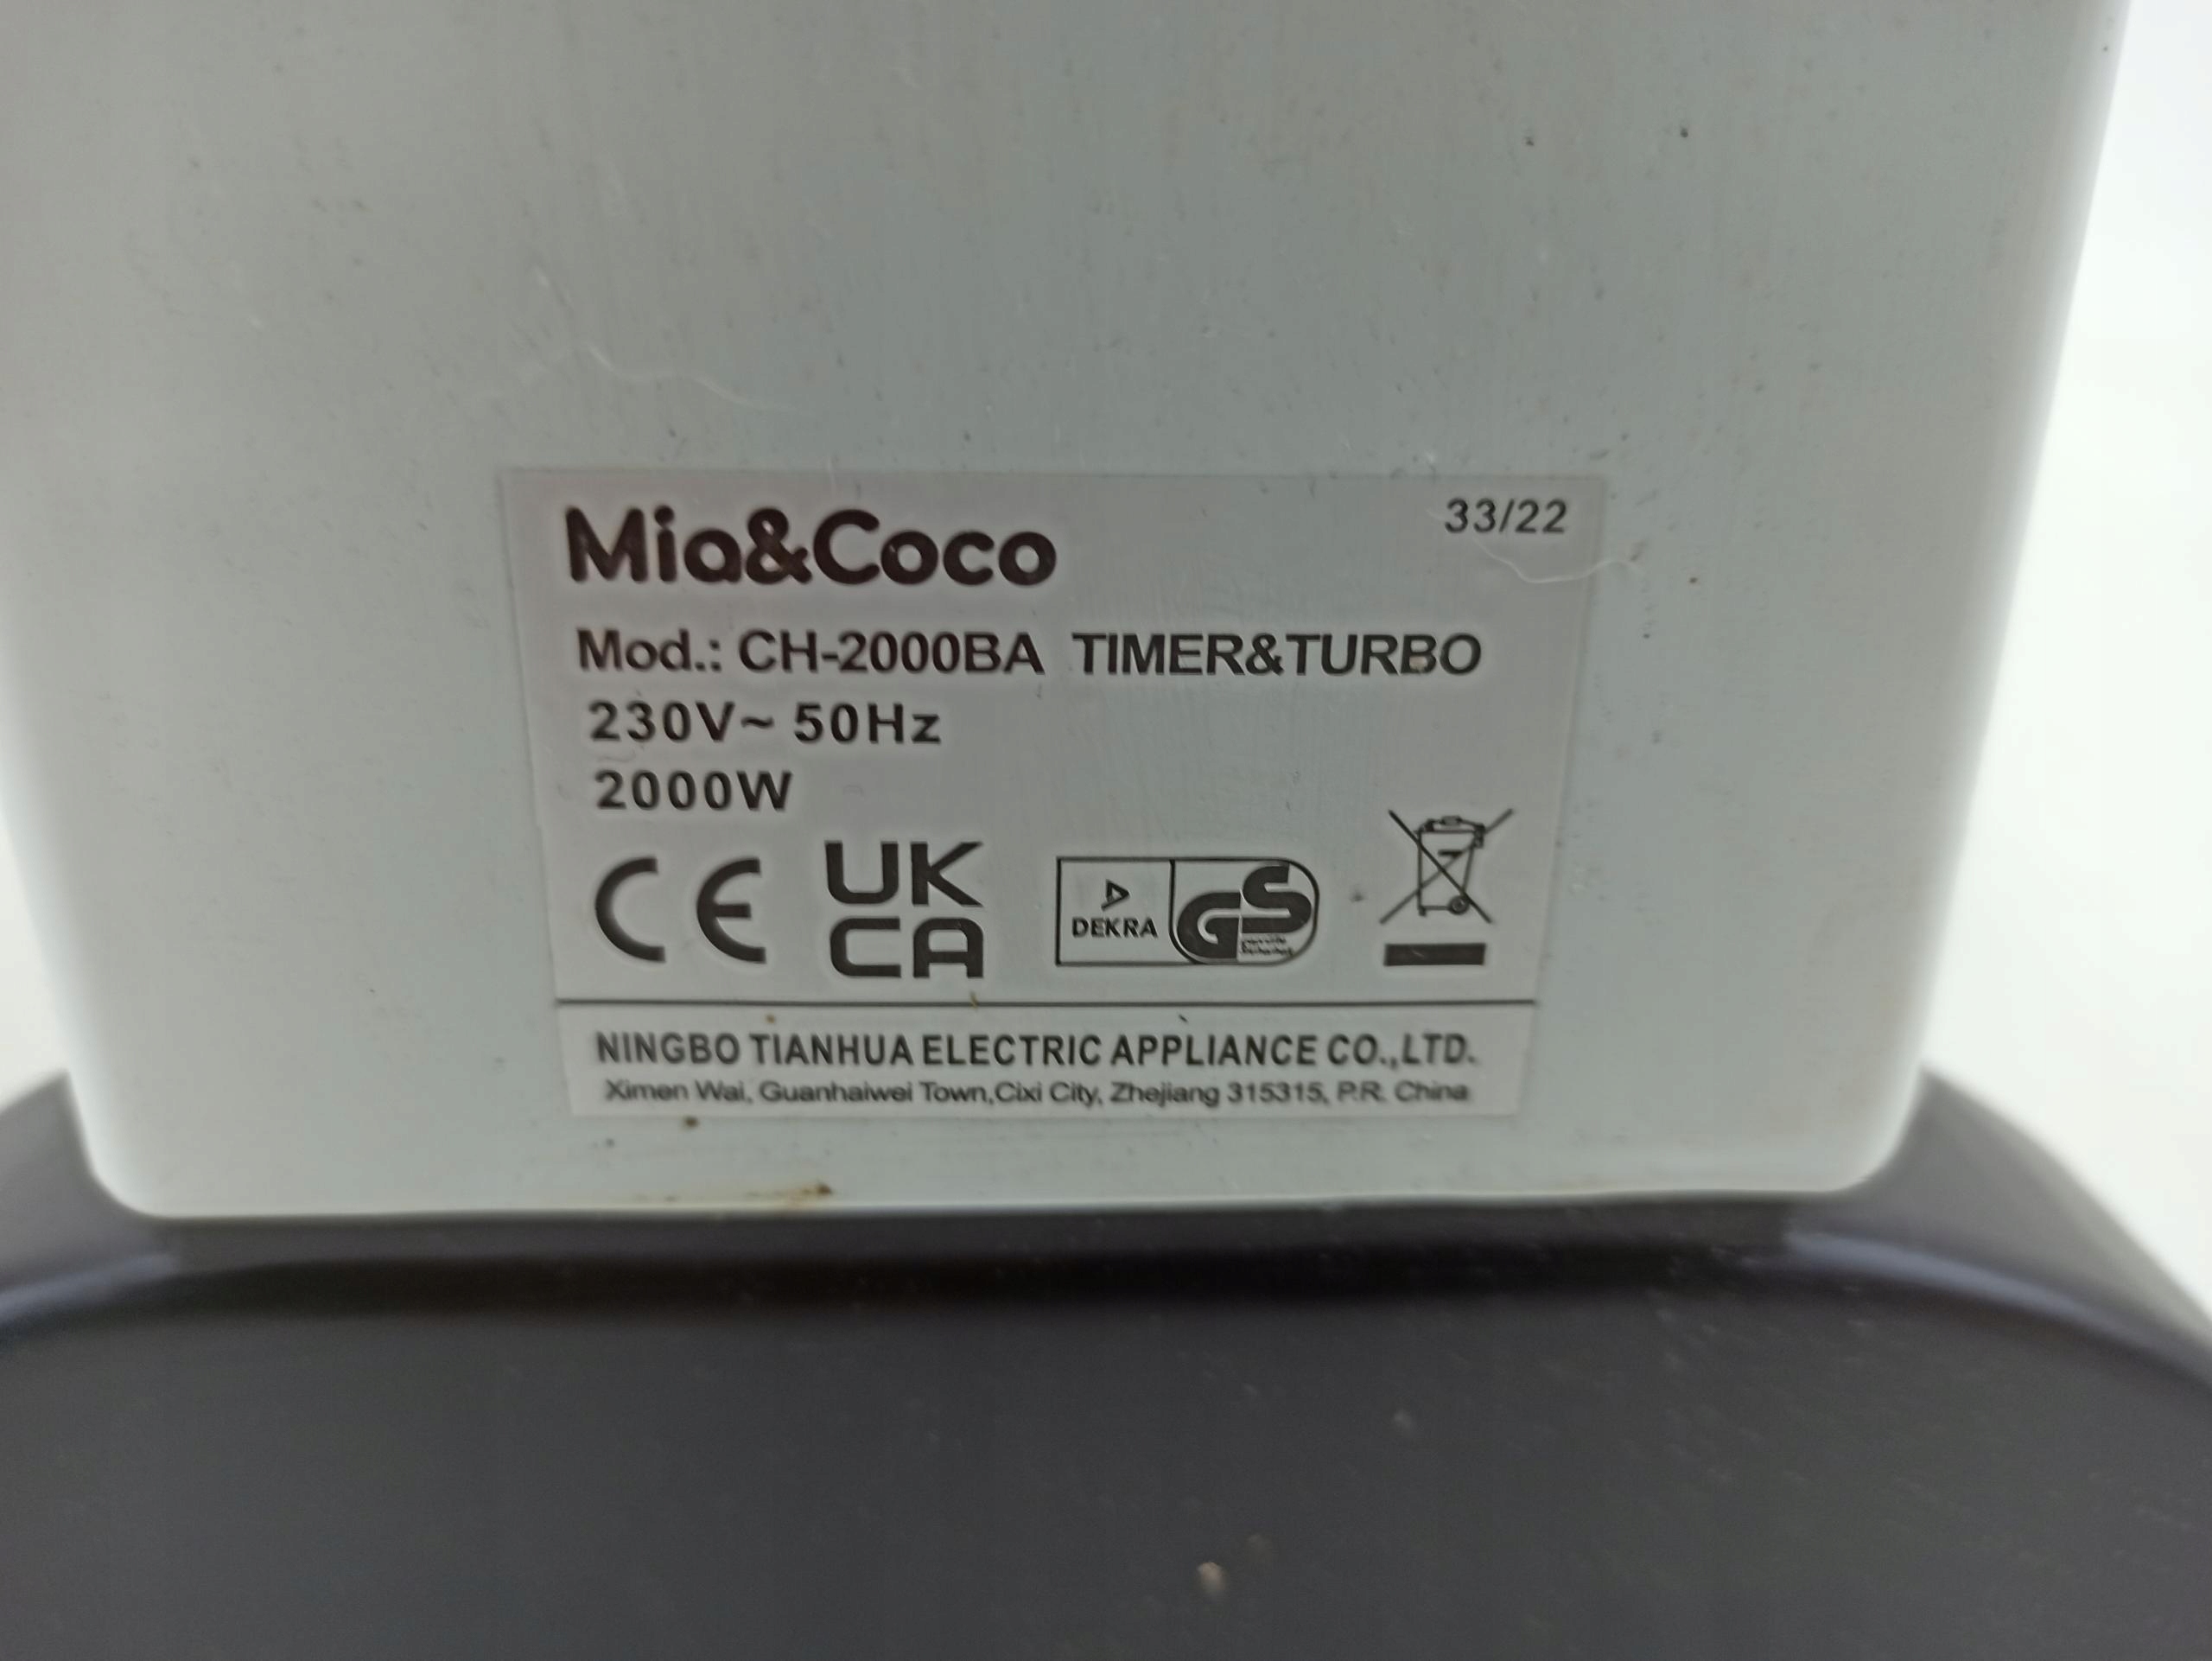 Mia&Coco 33/22
Mod.: CH-2000BA TIMER&TURBO
230V~ 50Hz
2000W
CE UK CA DEKRA GS
NINGBO TIANHUA ELECTRIC APPLIANCE CO.,LTD.
Ximen Wai, Guanhaiwei Town,Cixi City, Zhejiang 315315, P.R. China